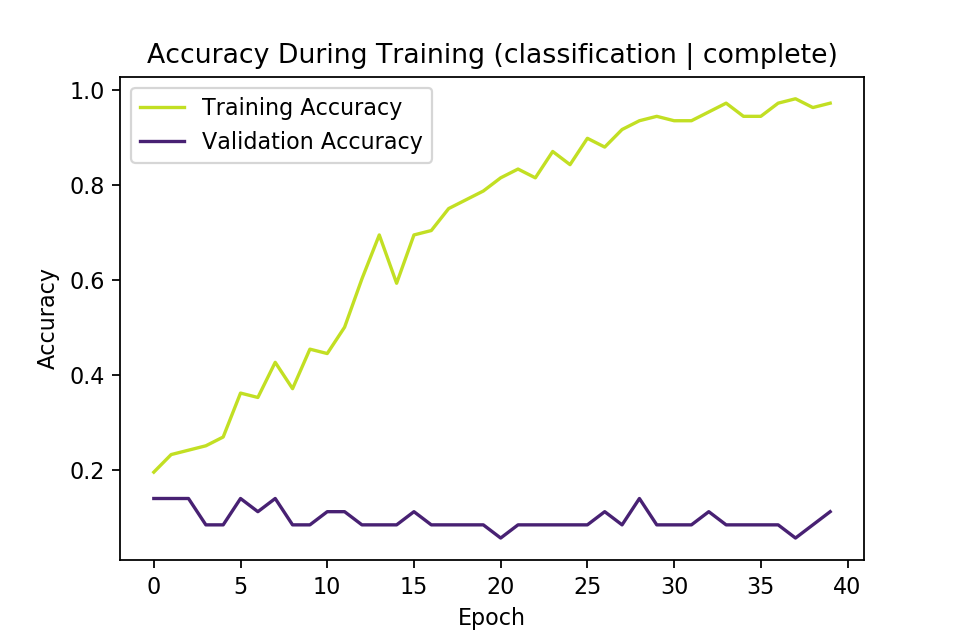 Accuracy During Training (classification | complete)
1.0
0.8
0.6
0.4
0.2
Accuracy
Training Accuracy
Validation Accuracy
0 5 10 15 20 25 30 35 40
Epoch